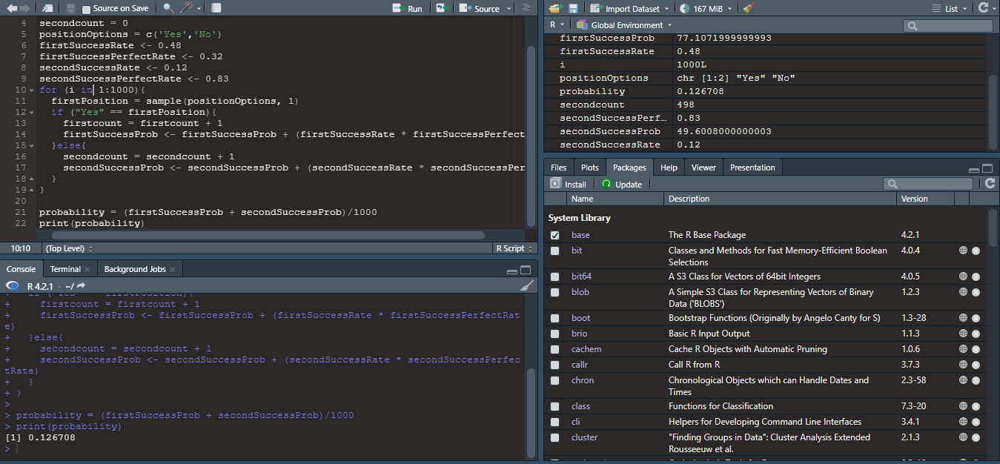 Source on Save
Run
Source
4 secondcount = 0
5 positionOptions = c('Yes','No')
6 firstSuccessRate <- 0.48
7 firstSuccessPerfectRate <- 0.32
8 secondSuccessRate <- 0.12
9 secondSuccessPerfectRate <- 0.83
10 for (i in 1:1000){
11 firstPosition = sample(positionOptions, 1)
12 if ("Yes" == firstPosition){
13 firstcount = firstcount + 1
14 firstSuccessProb <- firstSuccessProb + (firstSuccessRate * firstSuccessPerfect
15 }else{
16 secondcount = secondcount + 1
17 secondSuccessProb <- secondSuccessProb + (secondSuccessRate * secondSuccessPer
18 }
19 }
20
21 probability = (firstSuccessProb + secondSuccessProb)/1000
22 print(probability)
10:10 (Top Level) R Script
Console Terminal Background Jobs
R 4.2.1 · ~/
+ firstcount = firstcount + 1
+ firstSuccessProb <- firstSuccessProb + (firstSuccessRate * firstSuccessPerfectRat
e)
+ }else{
+ secondcount = secondcount + 1
+ secondSuccessProb <- secondSuccessProb + (secondSuccessRate * secondSuccessPerfec
tRate)
+ }
+ }
>
> probability = (firstSuccessProb + secondSuccessProb)/1000
> print(probability)
[1] 0.126708
>
Import Dataset 167 MiB List
R Global Environment
firstSuccessProb 77.1071999999993
firstSuccessRate 0.48
i 1000L
positionOptions chr [1:2] "Yes" "No"
probability 0.126708
secondcount 498
secondSuccessPerf… 0.83
secondSuccessProb 49.6008000000003
secondSuccessRate 0.12
Files Plots Packages Help Viewer Presentation
Install Update
Name Description Version
System Library
base The R Base Package 4.2.1
bit Classes and Methods for Fast Memory-Efficient Boolean 4.0.4
Selections
bit64 A S3 Class for Vectors of 64bit Integers 4.0.5
blob A Simple S3 Class for Representing Vectors of Binary 1.2.3
Data ('BLOBS')
boot Bootstrap Functions (Originally by Angelo Canty for S) 1.3-28
brio Basic R Input Output 1.1.3
cachem Cache R Objects with Automatic Pruning 1.0.6
callr Call R from R 3.7.3
chron Chronological Objects which can Handle Dates and 2.3-58
Times
class Functions for Classification 7.3-20
cli Helpers for Developing Command Line Interfaces 3.4.1
cluster "Finding Groups in Data": Cluster Analysis Extended 2.1.3
Rousseeuw et al.